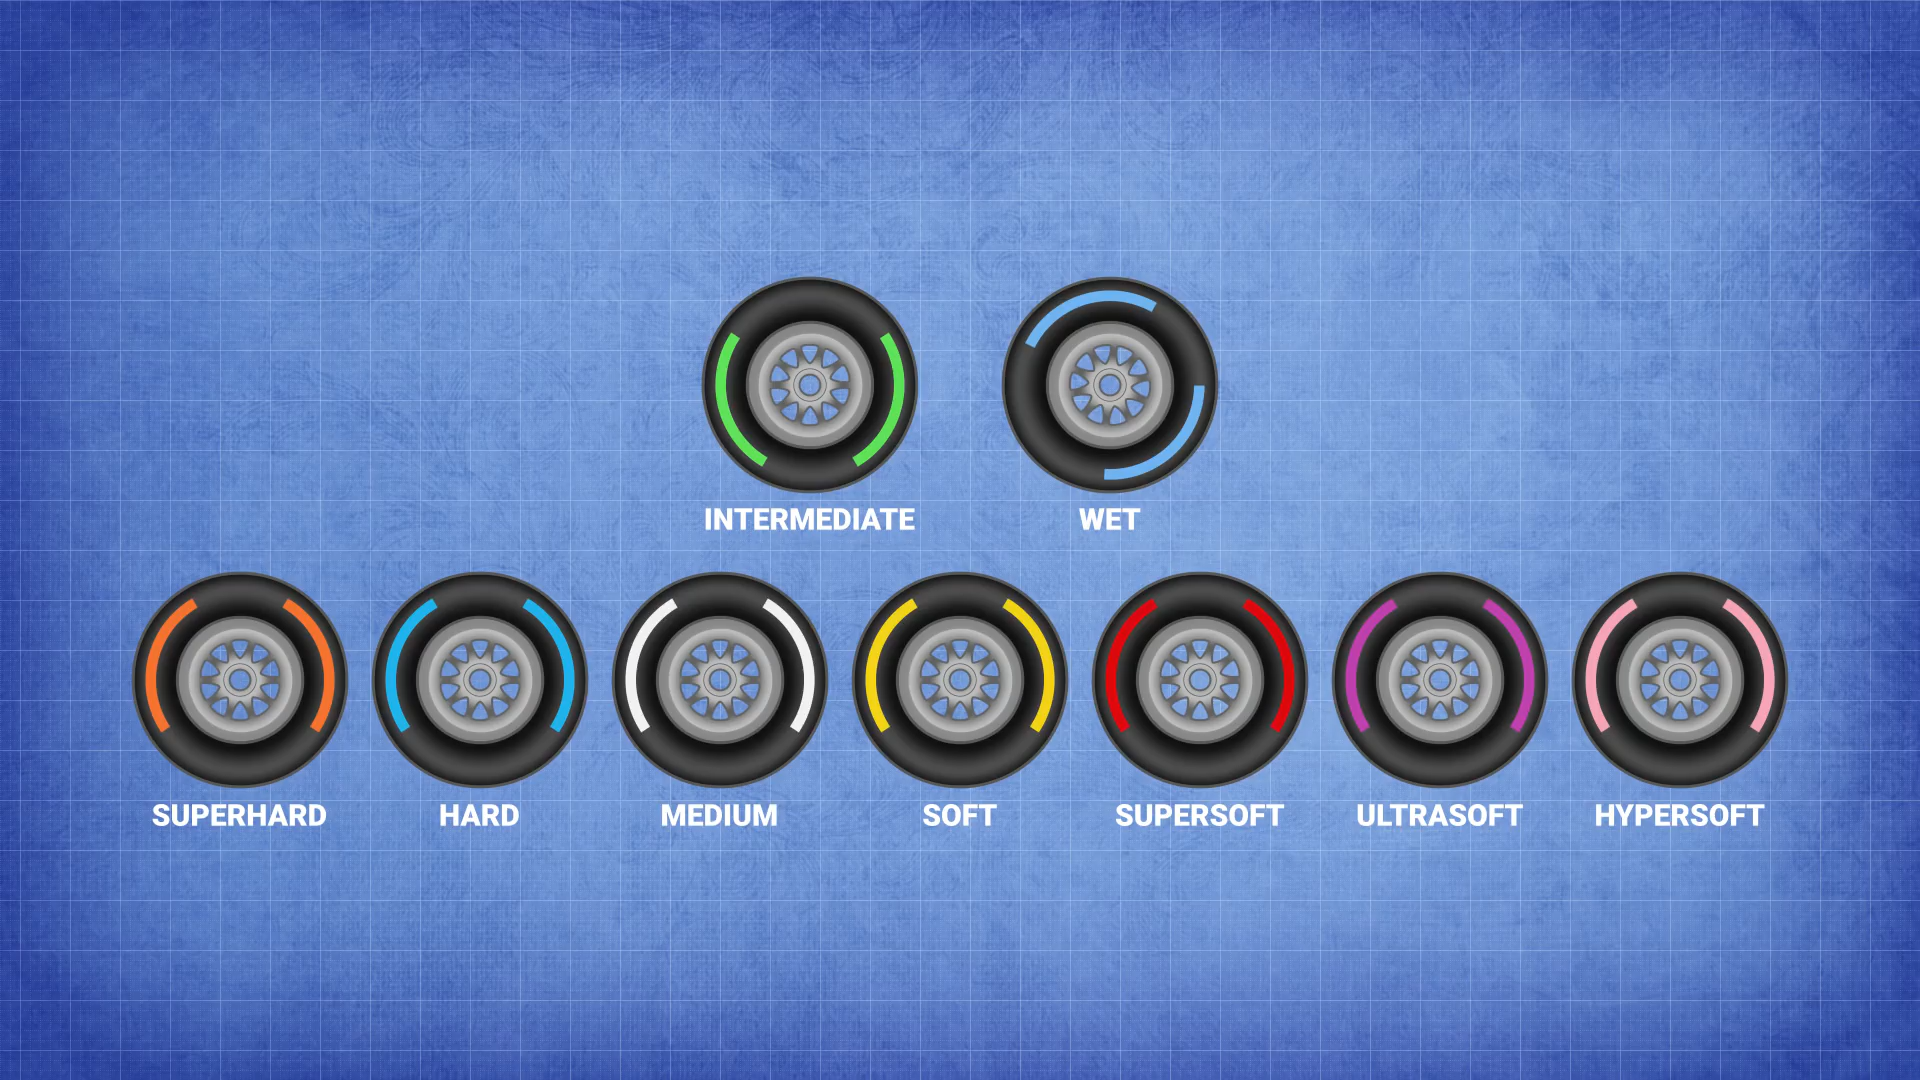 INTERMEDIATE
WET
SUPERHARD
HARD
MEDIUM
SOFT
SUPERSOFT
ULTRASOFT
HYPERSOFT